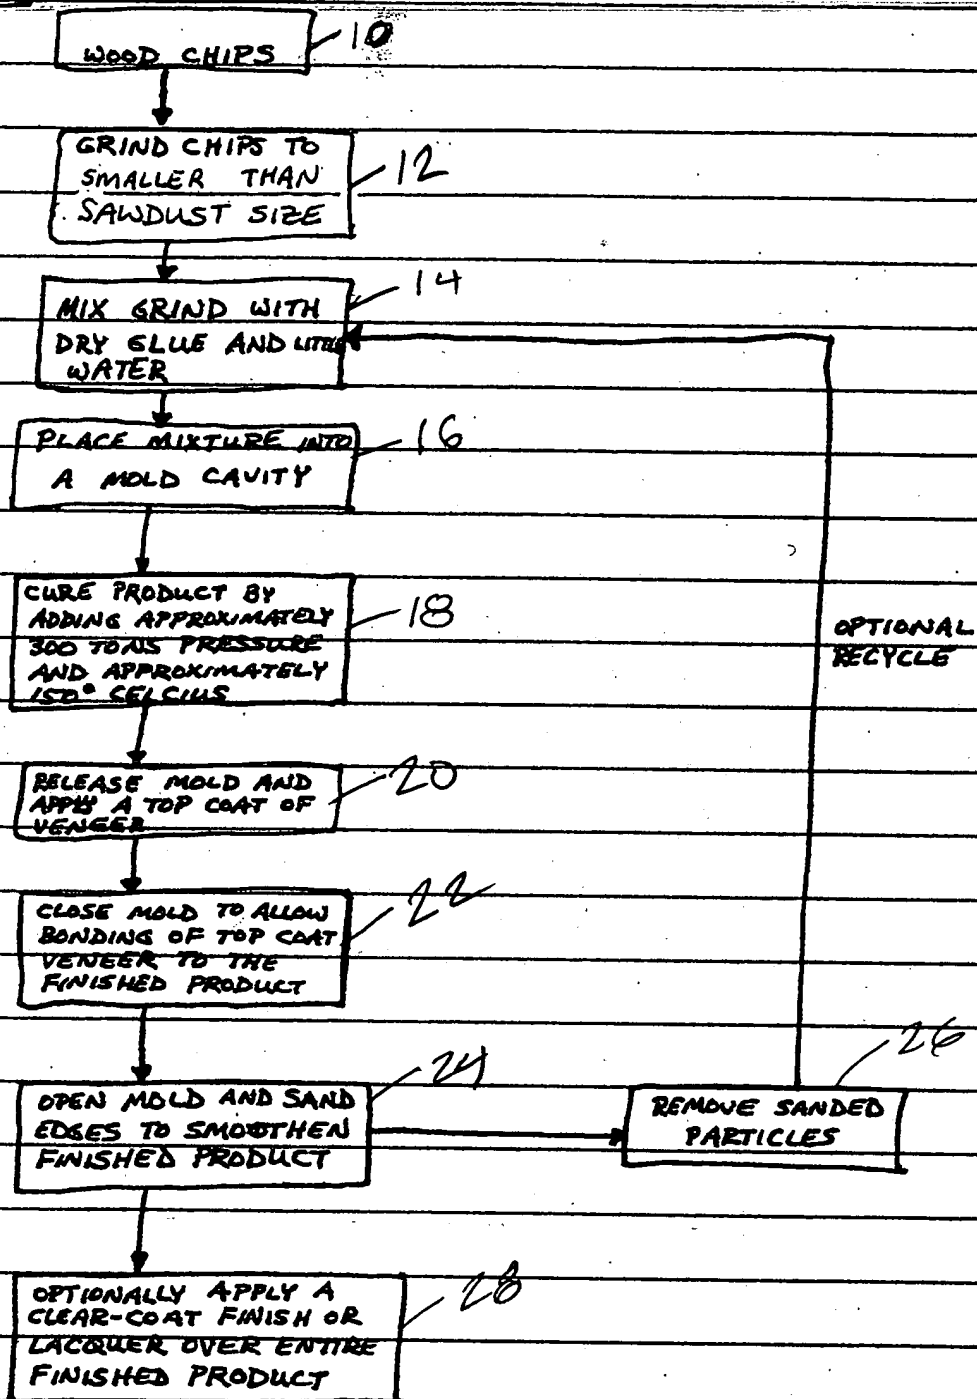 WOOD CHIPS
10
GRIND CHIPS TO
SMALLER THAN
SAWDUST SIZE
12
MIX GRIND WITH
DRY GLUE AND LITTLE
WATER
14
PLACE MIXTURE INTO
A MOLD CAVITY
16
CURE PRODUCT BY
ADDING APPROXIMATELY
300 TONS PRESSURE
AND APPROXIMATELY
150° CELCIUS
18
OPTIONAL
RECYCLE
RELEASE MOLD AND
APPLY A TOP COAT OF
VENEER
20
CLOSE MOLD TO ALLOW
BONDING OF TOP COAT
VENEER TO THE
FINISHED PRODUCT
22
OPEN MOLD AND SAND
EDGES TO SMOOTHEN
FINISHED PRODUCT
24
REMOVE SANDED
PARTICLES
26
OPTIONALLY APPLY A
CLEAR-COAT FINISH OR
LACQUER OVER ENTIRE
FINISHED PRODUCT
28